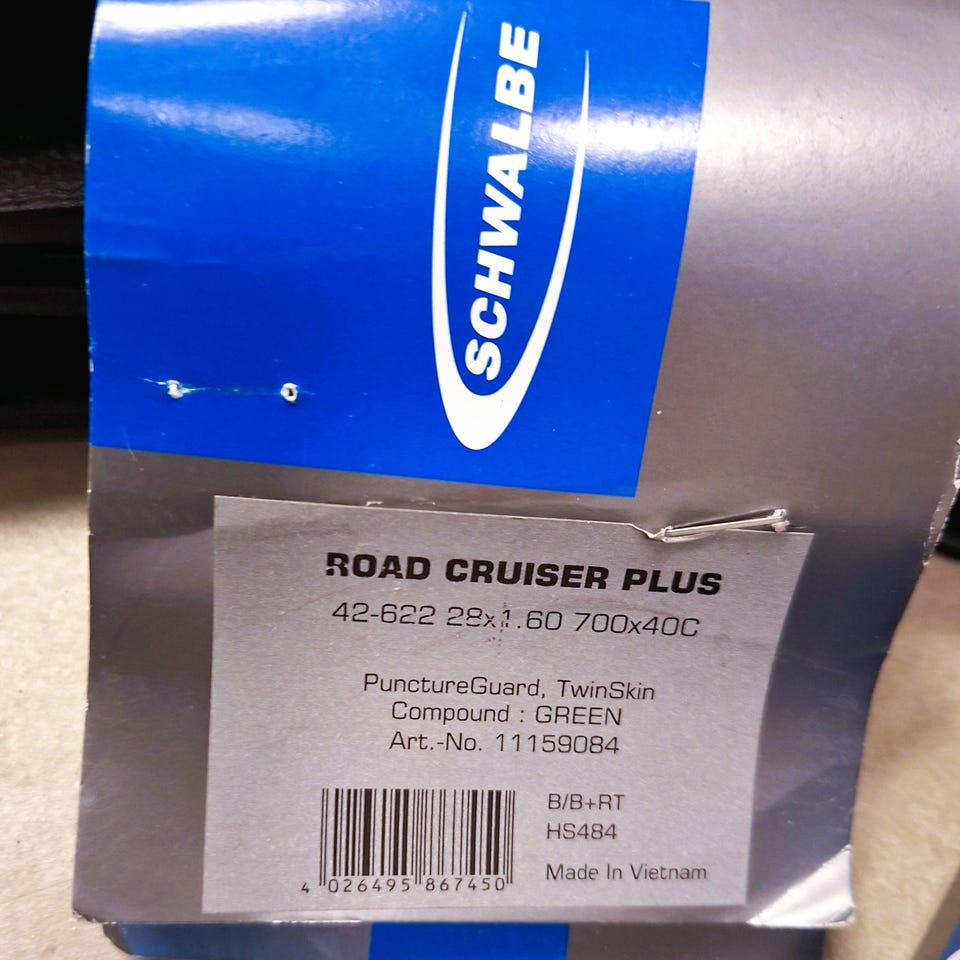 SCHWALBE
ROAD CRUISER PLUS
42-622 28x1.60 700x40C
PunctureGuard, TwinSkin
Compound : GREEN
Art.-No. 11159084
B/B+RT
HS484
Made In Vietnam
4 026495 867450